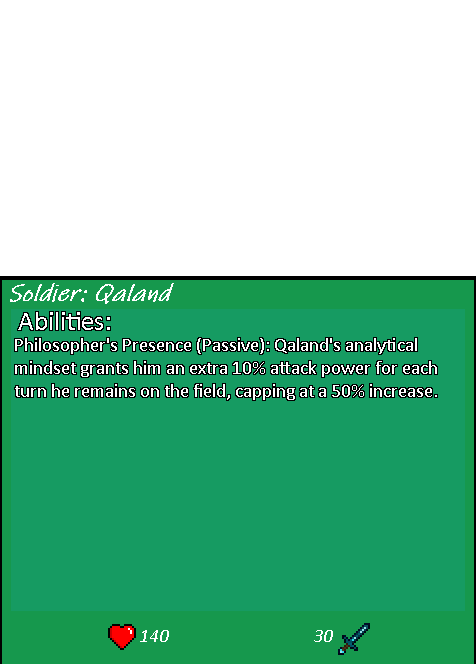 Soldier: Qaland
Abilities:
Philosopher's Presence (Passive): Qaland's analytical
mindset grants him an extra 10% attack power for each
turn he remains on the field, capping at a 50% increase.
140
30